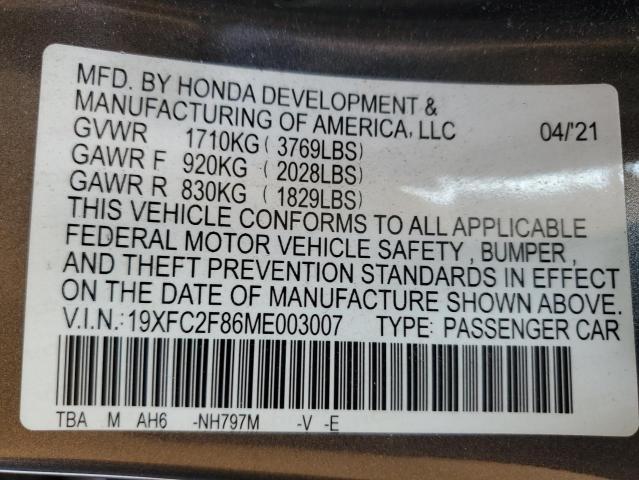 MFD. BY HONDA DEVELOPMENT &
MANUFACTURING OF AMERICA, LLC 04/'21
GVWR 1710KG ( 3769LBS)
GAWR F 920KG ( 2028LBS)
GAWR R 830KG ( 1829LBS)
THIS VEHICLE CONFORMS TO ALL APPLICABLE
FEDERAL MOTOR VEHICLE SAFETY , BUMPER ,
AND THEFT PREVENTION STANDARDS IN EFFECT
ON THE DATE OF MANUFACTURE SHOWN ABOVE.
V.I.N.:19XFC2F86ME003007 TYPE: PASSENGER CAR
TBA M AH6 -NH797M -V -E